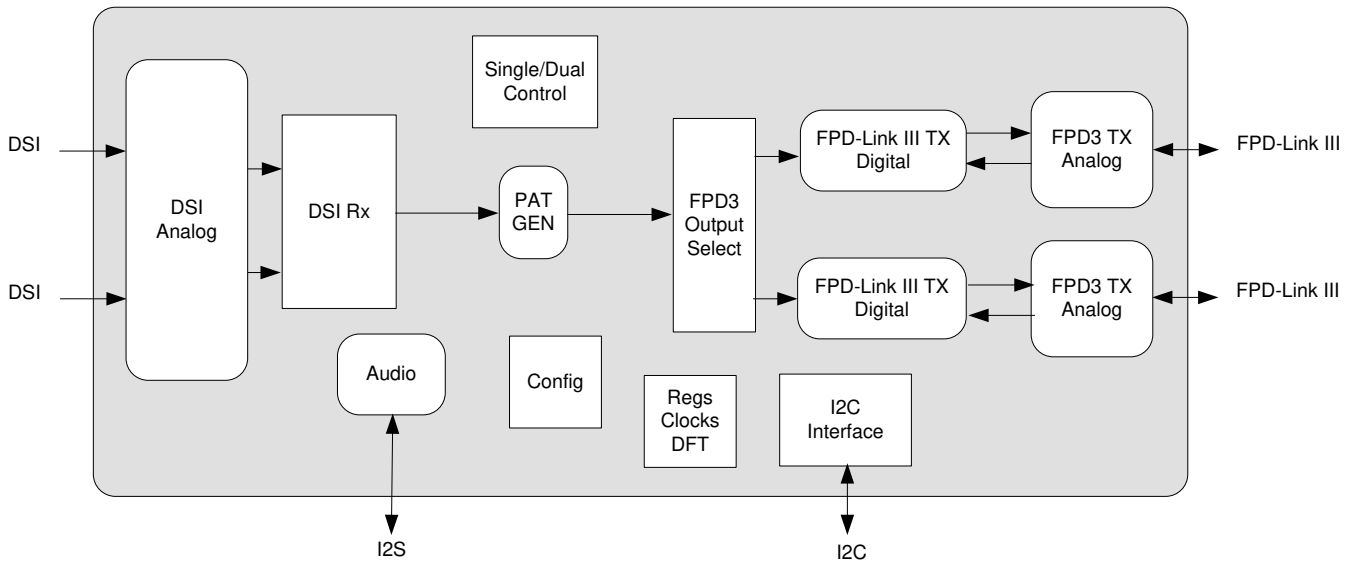 Single/Dual
Control
DSI
DSI
Analog
DSI Rx
PAT
GEN
FPD3
Output
Select
FPD-Link III TX
Digital
FPD3 TX
Analog
FPD-Link III
DSI
FPD-Link III TX
Digital
FPD3 TX
Analog
FPD-Link III
Audio
Config
Regs
Clocks
DFT
I2C
Interface
I2S
I2C